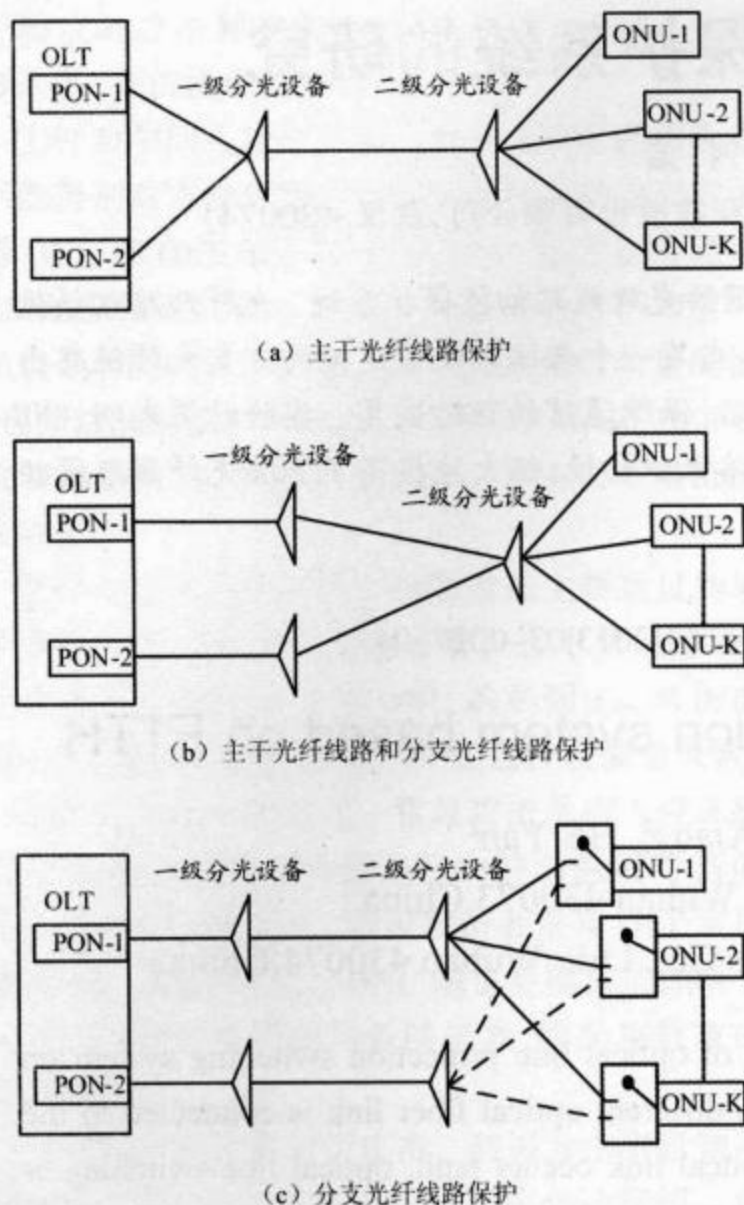 OLT
PON-1
PON-2
一级分光设备
二级分光设备
ONU-1
ONU-2
ONU-K
(a) 主干光纤线路保护
OLT
PON-1
PON-2
一级分光设备
二级分光设备
ONU-1
ONU-2
ONU-K
(b) 主干光纤线路和分支光纤线路保护
OLT
PON-1
PON-2
一级分光设备
二级分光设备
ONU-1
ONU-2
ONU-K
(c) 分支光纤线路保护